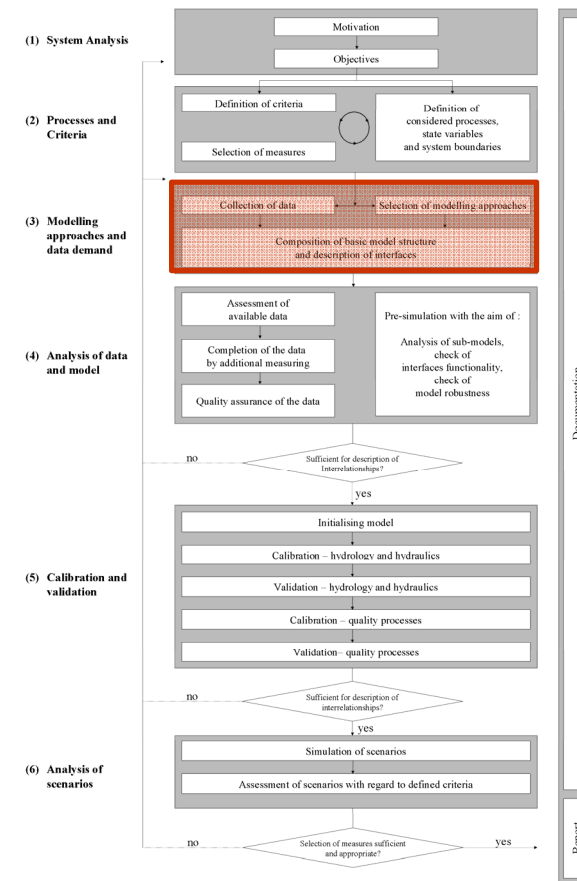 (1) System Analysis
Motivation
Objectives
(2) Processes and
Criteria
Definition of criteria
Selection of measures
Definition of
considered processes,
state variables
and system boundaries
(3) Modelling
approaches and
data demand
Collection of data
Selection of modelling approaches
Composition of basic model structure
and description of interfaces
(4) Analysis of data
and model
Assessment of
available data
Completion of the data
by additional measuring
Quality assurance of the data
Pre-simulation with the aim of :
Analysis of sub-models,
check of
interfaces functionality,
check of
model robustness
no
Sufficient for description of
Interrelationships?
yes
(5) Calibration and
validation
Initialising model
Calibration – hydrology and hydraulics
Validation – hydrology and hydraulics
Calibration – quality processes
Validation– quality processes
no
Sufficient for description of
interrelationships?
yes
(6) Analysis of
scenarios
Simulation of scenarios
Assessment of scenarios with regard to defined criteria
no
Selection of measures sufficient
and appropriate?
yes
Documentation
Report